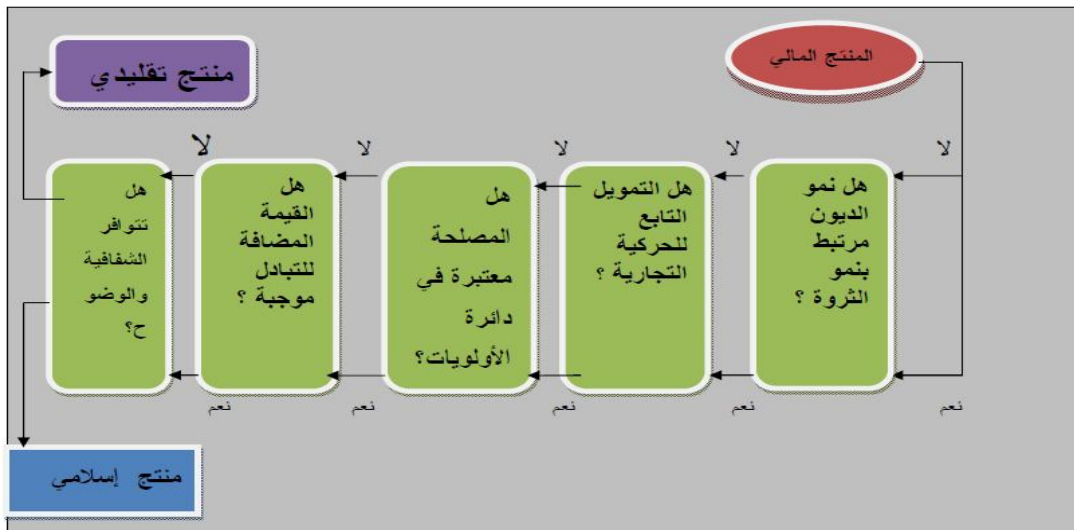 المنتج المالي
منتج تقليدي
لا
لا
لا
لا
لا
هل نمو
الديون
مرتبط
بنمو
الثروة ؟
هل التمويل
التابع
للحركية
التجارية ؟
هل
المصلحة
معتبرة في
دائرة
الأولويات؟
هل
القيمة
المضافة
للتبادل
موجبة ؟
هل
تتوافر
الشفافية
والوضو
ح؟
نعم
نعم
نعم
نعم
نعم
منتج إسلامي